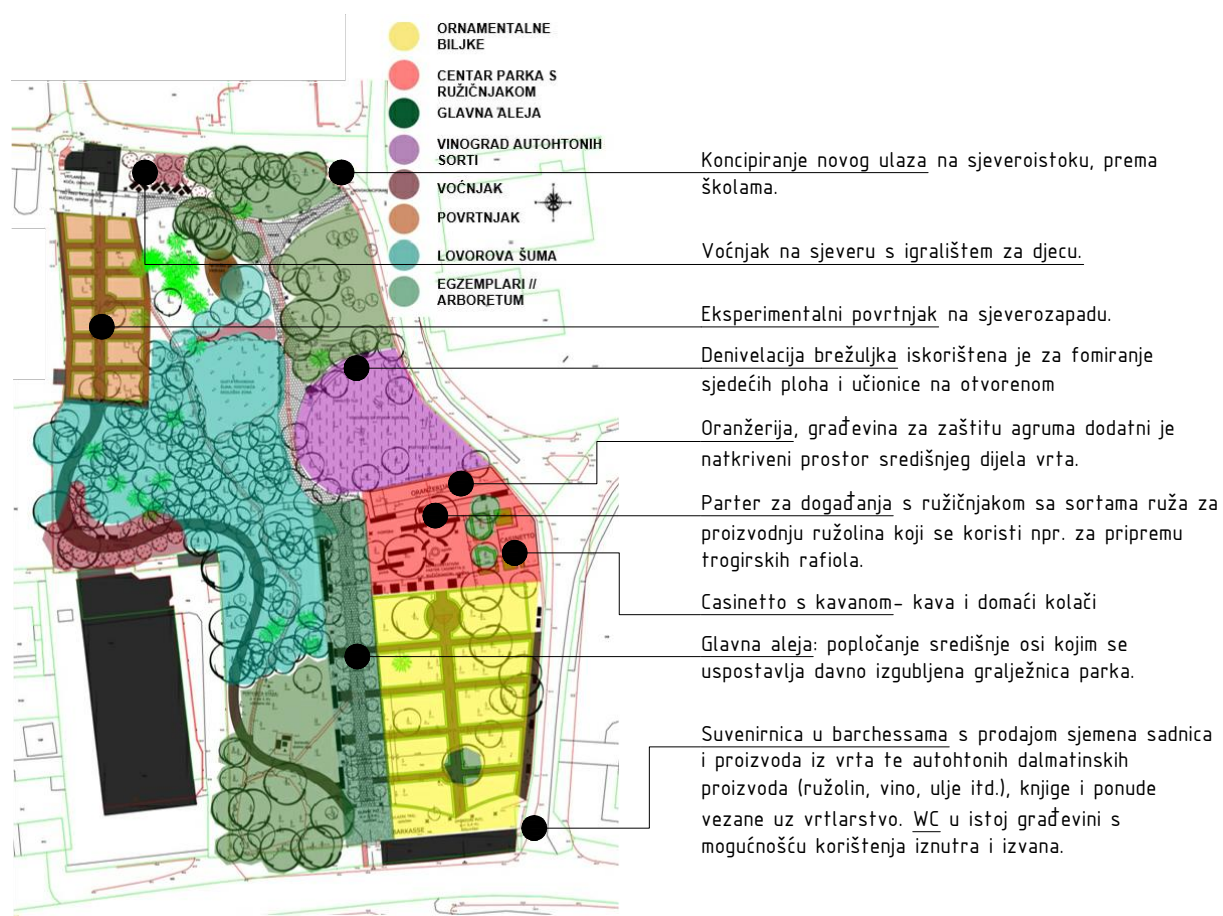 ORNAMENTALNE
BILJKE
CENTAR PARKA S
RUŽIČNJAKOM
GLAVNA ALEJA
VINOGRAD AUTOHTONIH
SORTI
VOĆNJAK
POVRTNJAK
LOVOROVA ŠUMA
EGZEMPLARI //
ARBORETUM
Koncipiranje novog ulaza na sjeveroistoku, prema
školama.
Voćnjak na sjeveru s igralištem za djecu.
Eksperimentalni povrtnjak na sjeverozapadu.
Denivelacija brežuljka iskorištena je za fomiranje
sjedećih ploha i učionice na otvorenom
Oranžerija, građevina za zaštitu agruma dodatni je
natkriveni prostor središnjeg dijela vrta.
Parter za događanja s ružičnjakom sa sortama ruža za
proizvodnju ružolina koji se koristi npr. za pripremu
trogirskih rafiola.
Casinetto s kavanom- kava i domaći kolači
Glavna aleja: popločanje središnje osi kojim se
uspostavlja davno izgubljena gralježnica parka.
Suvenirnica u barchessama s prodajom sjemena sadnica
i proizvoda iz vrta te autohtonih dalmatinskih
proizvoda (ružolin, vino, ulje itd.), knjige i ponude
vezane uz vrtlarstvo. WC u istoj građevini s
mogućnošću korištenja iznutra i izvana.
CASINETTO
BARKASSE